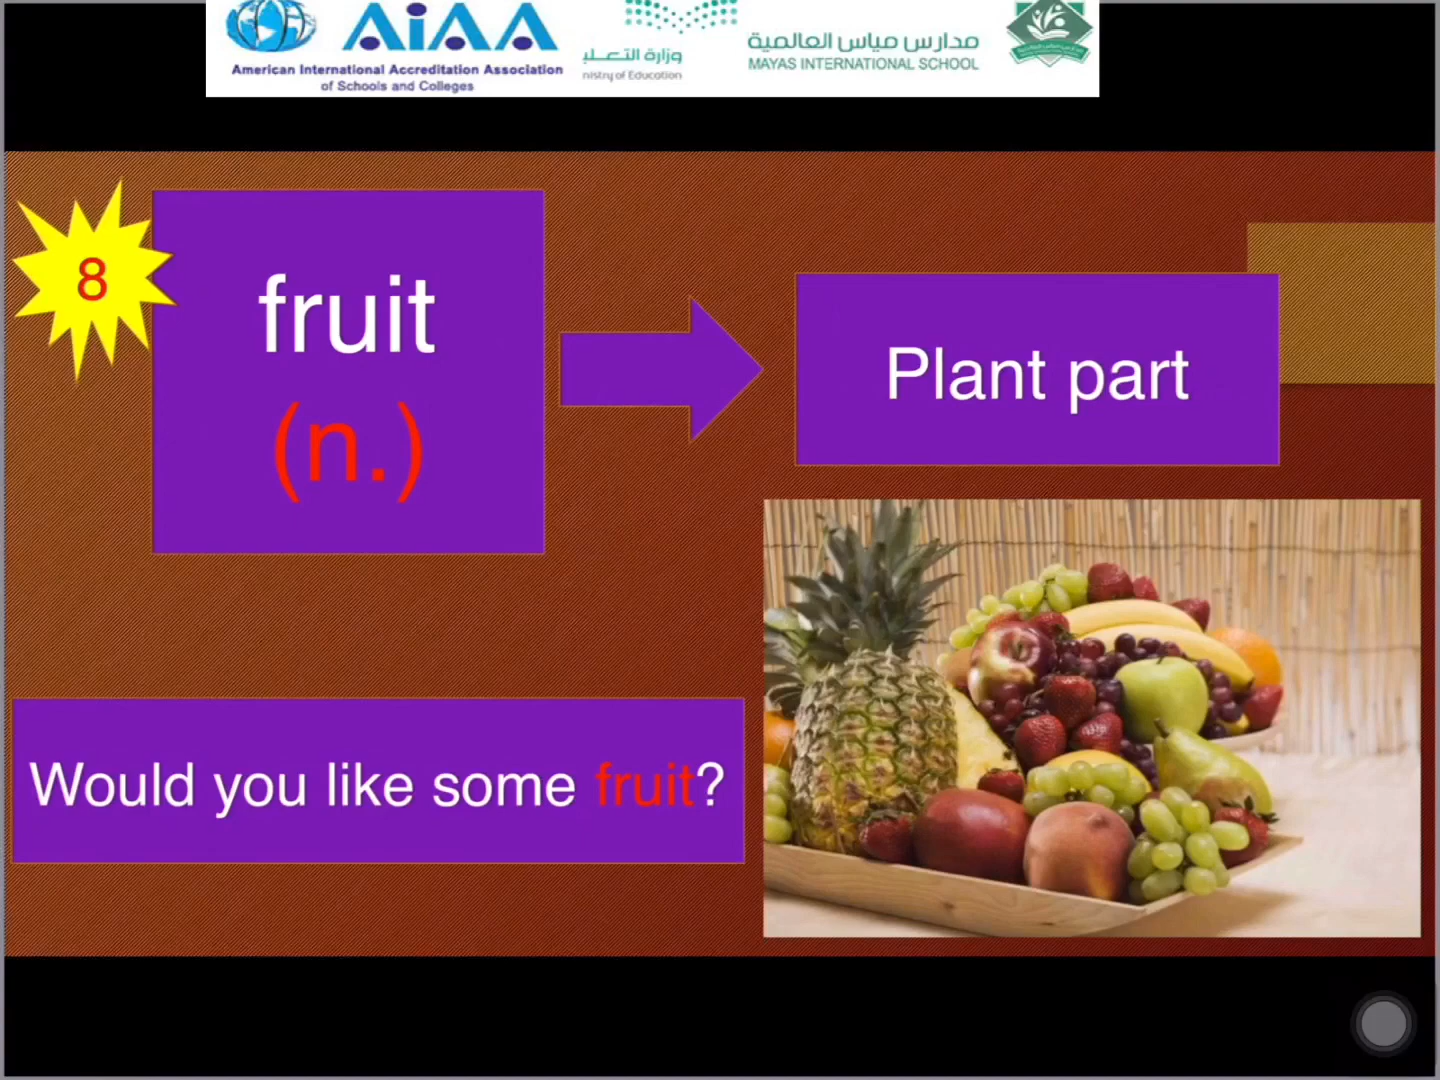 AiAA
American International Accreditation Association
of Schools and Colleges
وزارة التعليـ
nistry of Education
مدارس مياس العالمية
MAYAS INTERNATIONAL SCHOOL
8
fruit
(n.)
Plant part
Would you like some fruit?